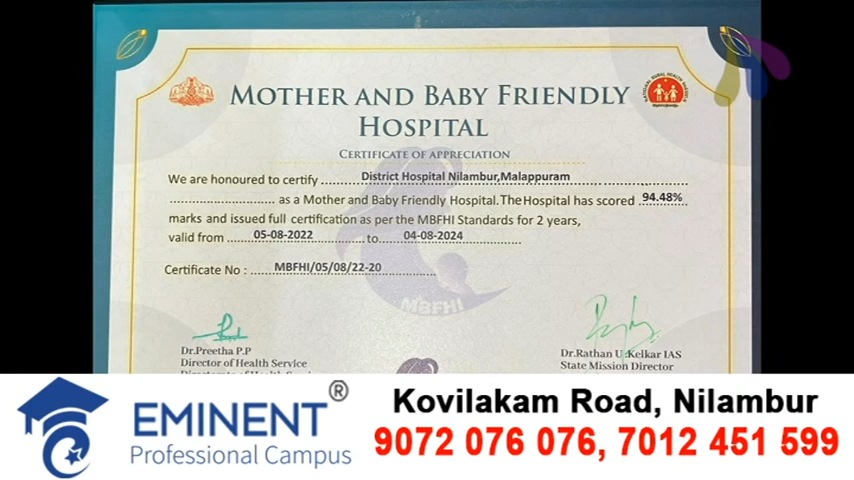 MOTHER AND BABY FRIENDLY
HOSPITAL
CERTIFICATE OF APPRECIATION
We are honoured to certify ..... District Hospital Nilambur,Malappuram
............................ as a Mother and Baby Friendly Hospital.The Hospital has scored 94.48%
marks and issued full certification as per the MBFHI Standards for 2 years,
valid from .... 05-08-2022 ..... to ..... 04-08-2024 .....
Certificate No : .... MBFHI/05/08/22-20 .....
MBFHI
Dr.Preetha P.P
Director of Health Service
Dr.Rathan U.Kelkar IAS
State Mission Director
EMINENT®
Professional Campus
Kovilakam Road, Nilambur
9072 076 076, 7012 451 599